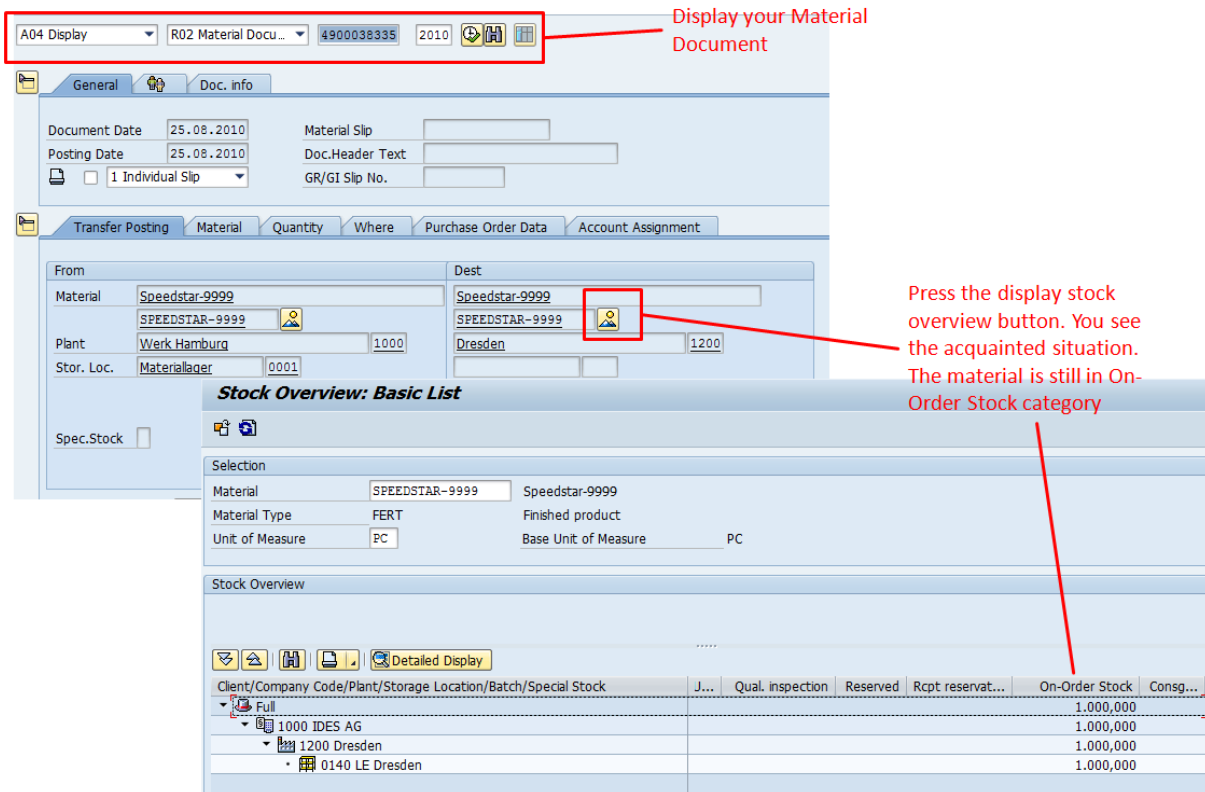 Display your Material
Document
A04 Display
R02 Material Docu...
4900038335
2010
General
Doc. info
Document Date 25.08.2010 Material Slip
Posting Date 25.08.2010 Doc.Header Text
1 Individual Slip GR/GI Slip No.
Transfer Posting Material Quantity Where Purchase Order Data Account Assignment
From Dest
Material Speedstar-9999 Speedstar-9999
SPEEDSTAR-9999 SPEEDSTAR-9999
Plant Werk Hamburg 1000 Dresden 1200
Stor. Loc. Materiallager 0001
Spec.Stock
Press the display stock
overview button. You see
the acquainted situation.
The material is still in On-
Order Stock category
Stock Overview: Basic List
Selection
Material SPEEDSTAR-9999 Speedstar-9999
Material Type FERT Finished product
Unit of Measure PC Base Unit of Measure PC
Stock Overview
Detailed Display
Client/Company Code/Plant/Storage Location/Batch/Special Stock J... Qual. inspection Reserved Rcpt reservat... On-Order Stock Consg...
Full 1.000,000
1000 IDES AG 1.000,000
1200 Dresden 1.000,000
0140 LE Dresden 1.000,000